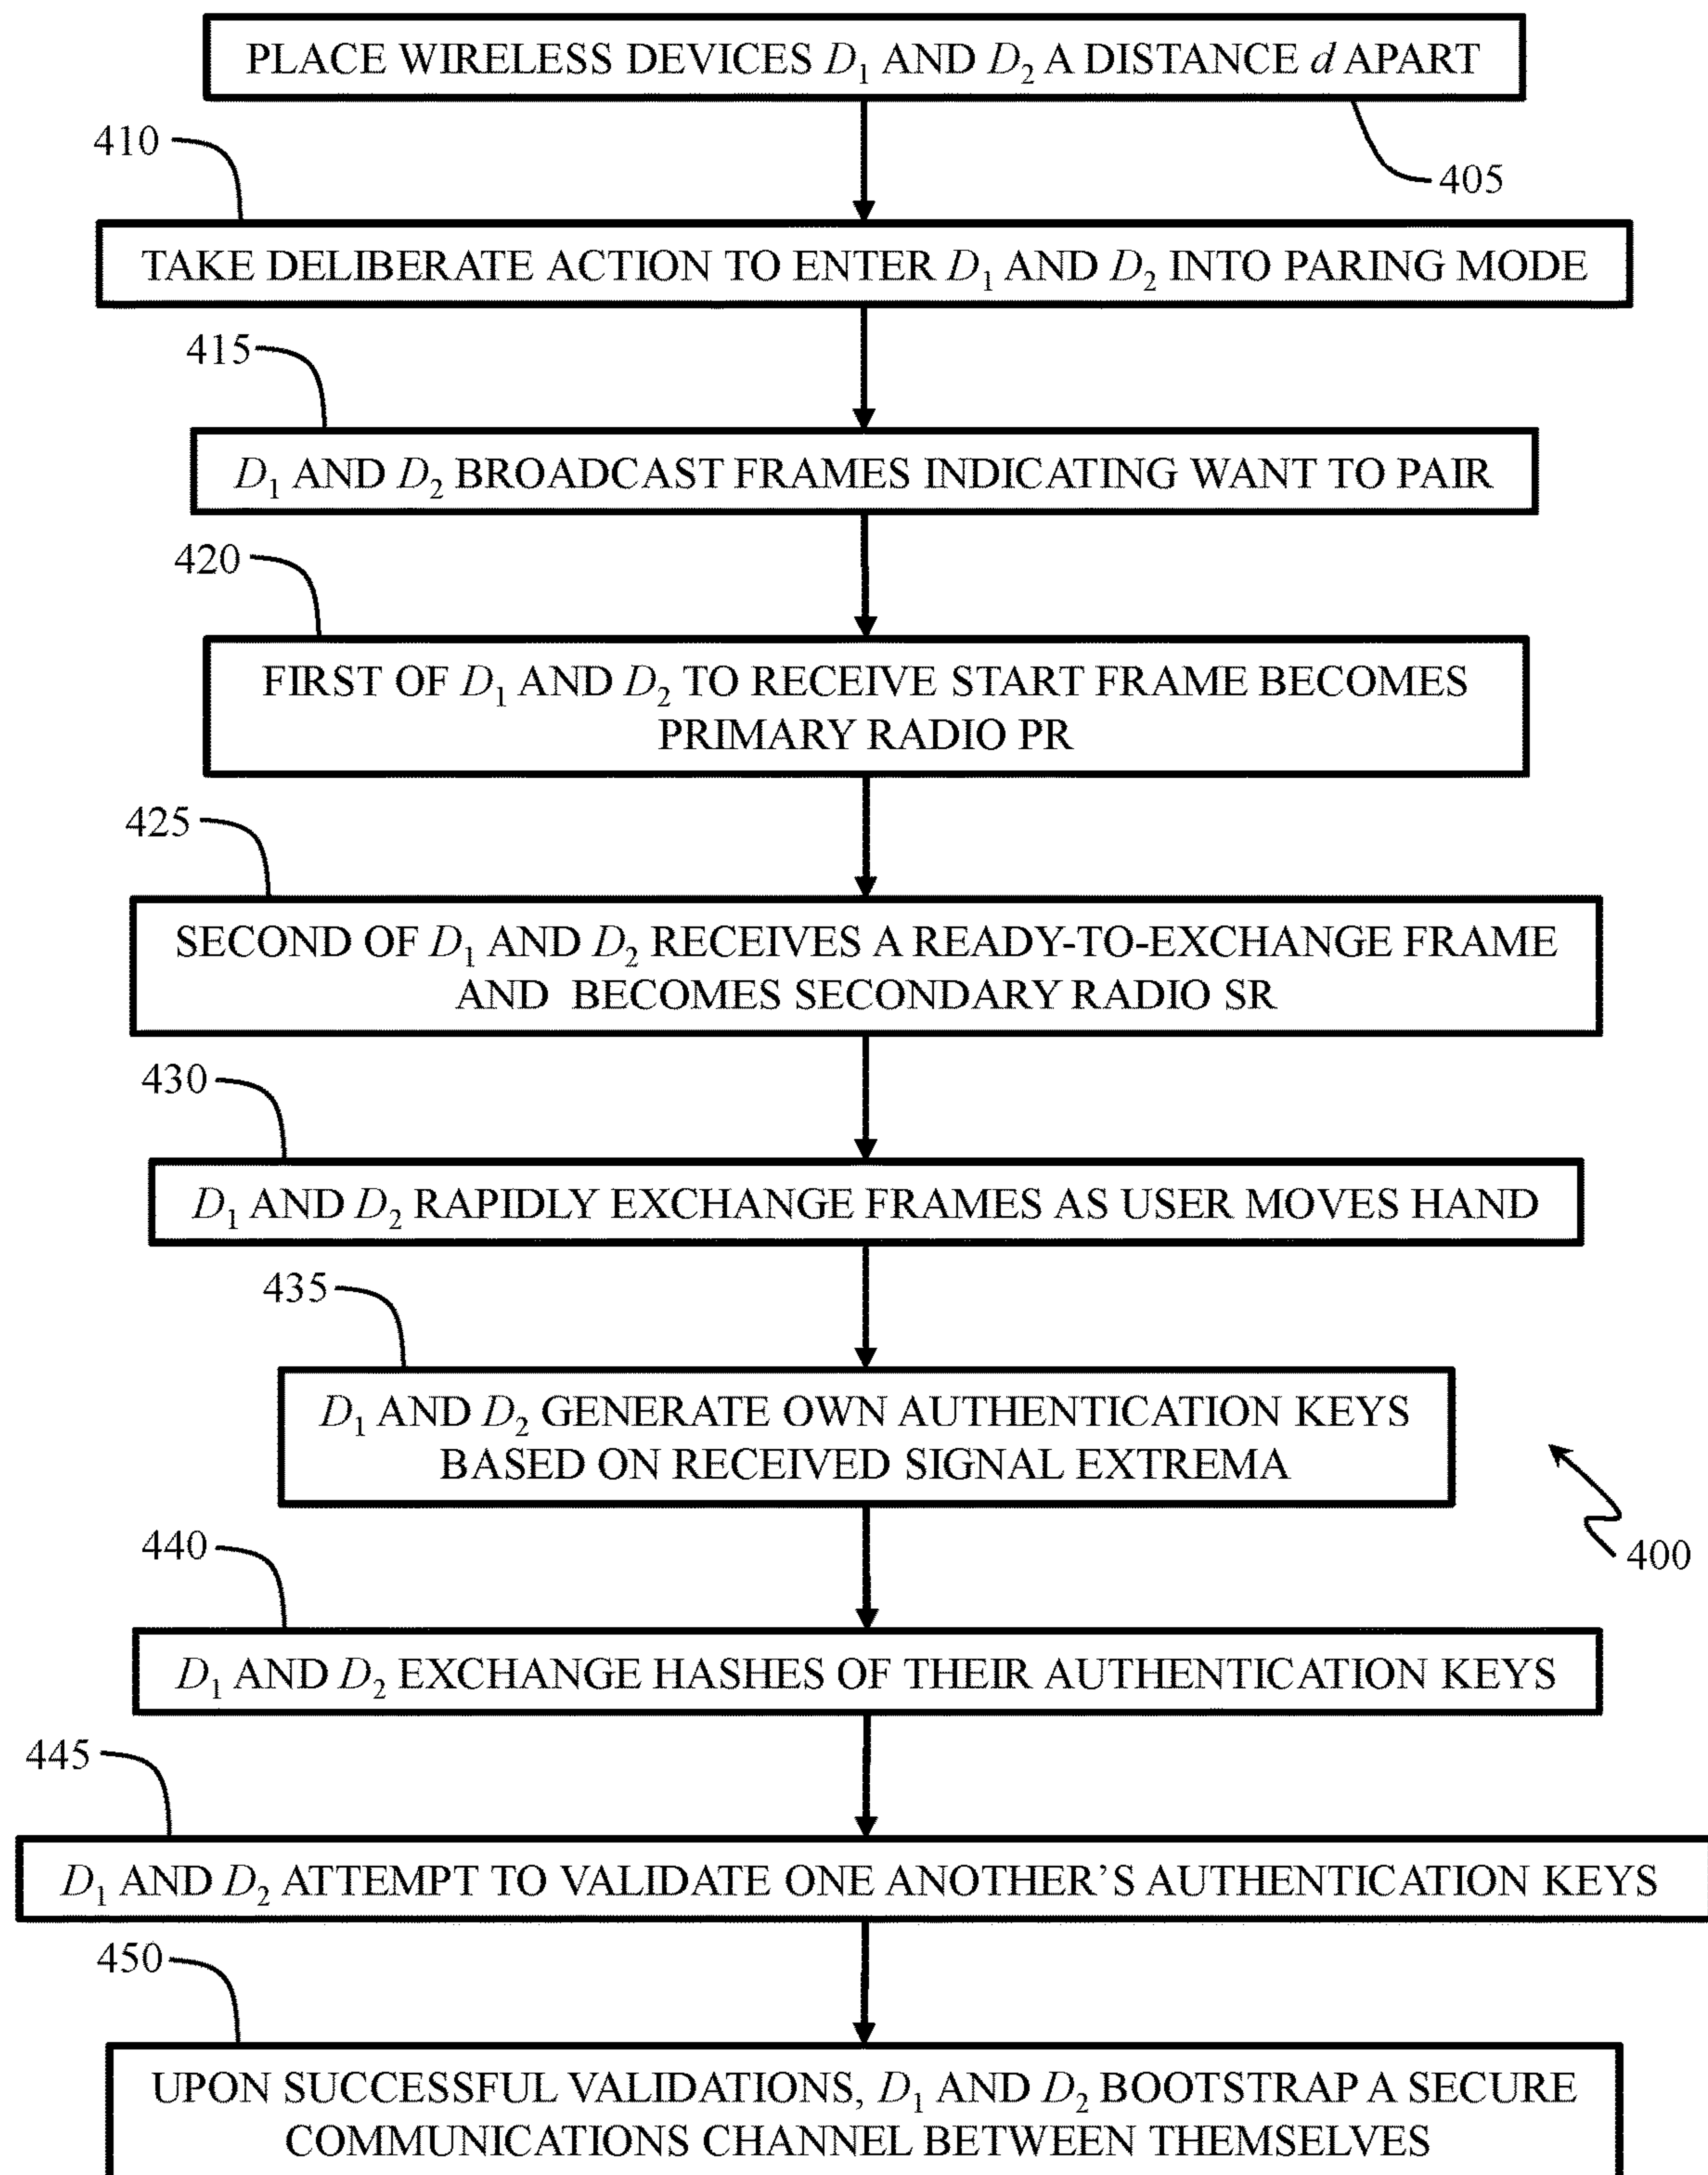 PLACE WIRELESS DEVICES D₁ AND D₂ A DISTANCE d APART
405
410
TAKE DELIBERATE ACTION TO ENTER D₁ AND D₂ INTO PARING MODE
415
D₁ AND D₂ BROADCAST FRAMES INDICATING WANT TO PAIR
420
FIRST OF D₁ AND D₂ TO RECEIVE START FRAME BECOMES
PRIMARY RADIO PR
425
SECOND OF D₁ AND D₂ RECEIVES A READY-TO-EXCHANGE FRAME
AND BECOMES SECONDARY RADIO SR
430
D₁ AND D₂ RAPIDLY EXCHANGE FRAMES AS USER MOVES HAND
435
D₁ AND D₂ GENERATE OWN AUTHENTICATION KEYS
BASED ON RECEIVED SIGNAL EXTREMA
400
440
D₁ AND D₂ EXCHANGE HASHES OF THEIR AUTHENTICATION KEYS
445
D₁ AND D₂ ATTEMPT TO VALIDATE ONE ANOTHER’S AUTHENTICATION KEYS
450
UPON SUCCESSFUL VALIDATIONS, D₁ AND D₂ BOOTSTRAP A SECURE
COMMUNICATIONS CHANNEL BETWEEN THEMSELVES